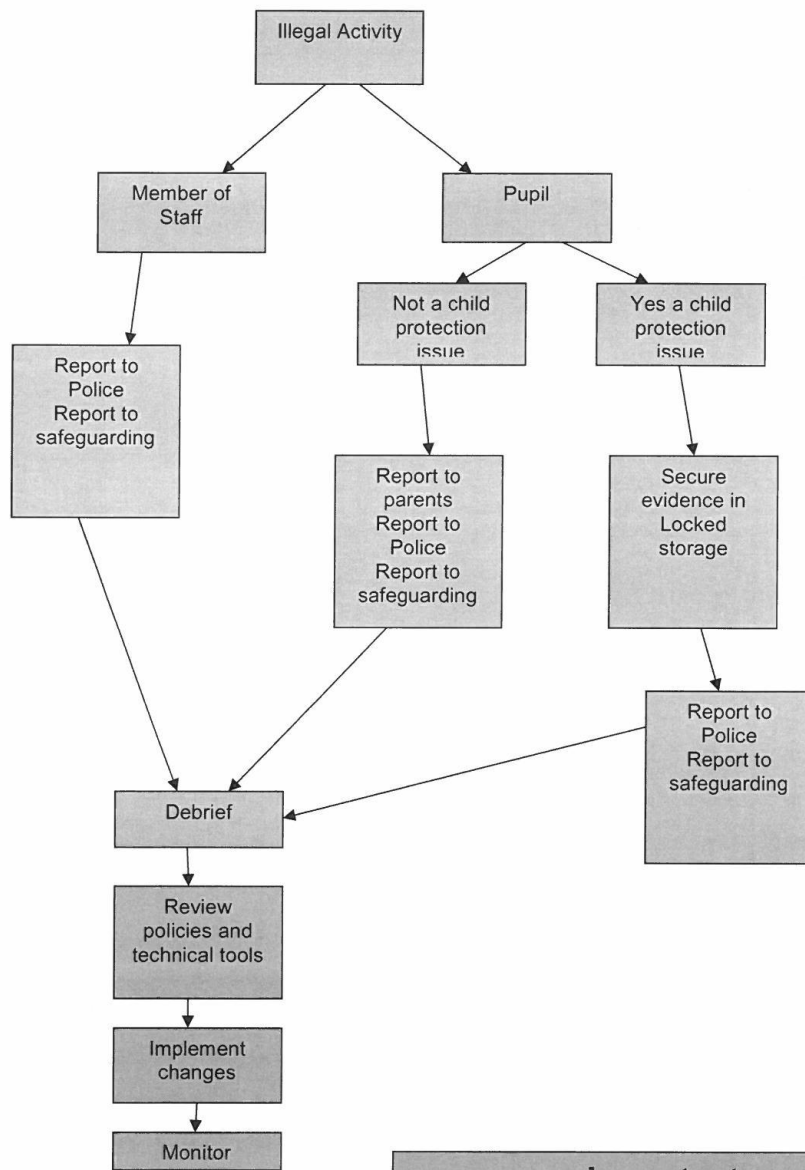 Illegal Activity
Member of
Staff
Pupil
Not a child
protection
issue
Yes a child
protection
issue
Report to
Police
Report to
safeguarding
Report to
parents
Report to
Police
Report to
safeguarding
Secure
evidence in
Locked
storage
Report to
Police
Report to
safeguarding
Debrief
Review
policies and
technical tools
Implement
changes
Monitor